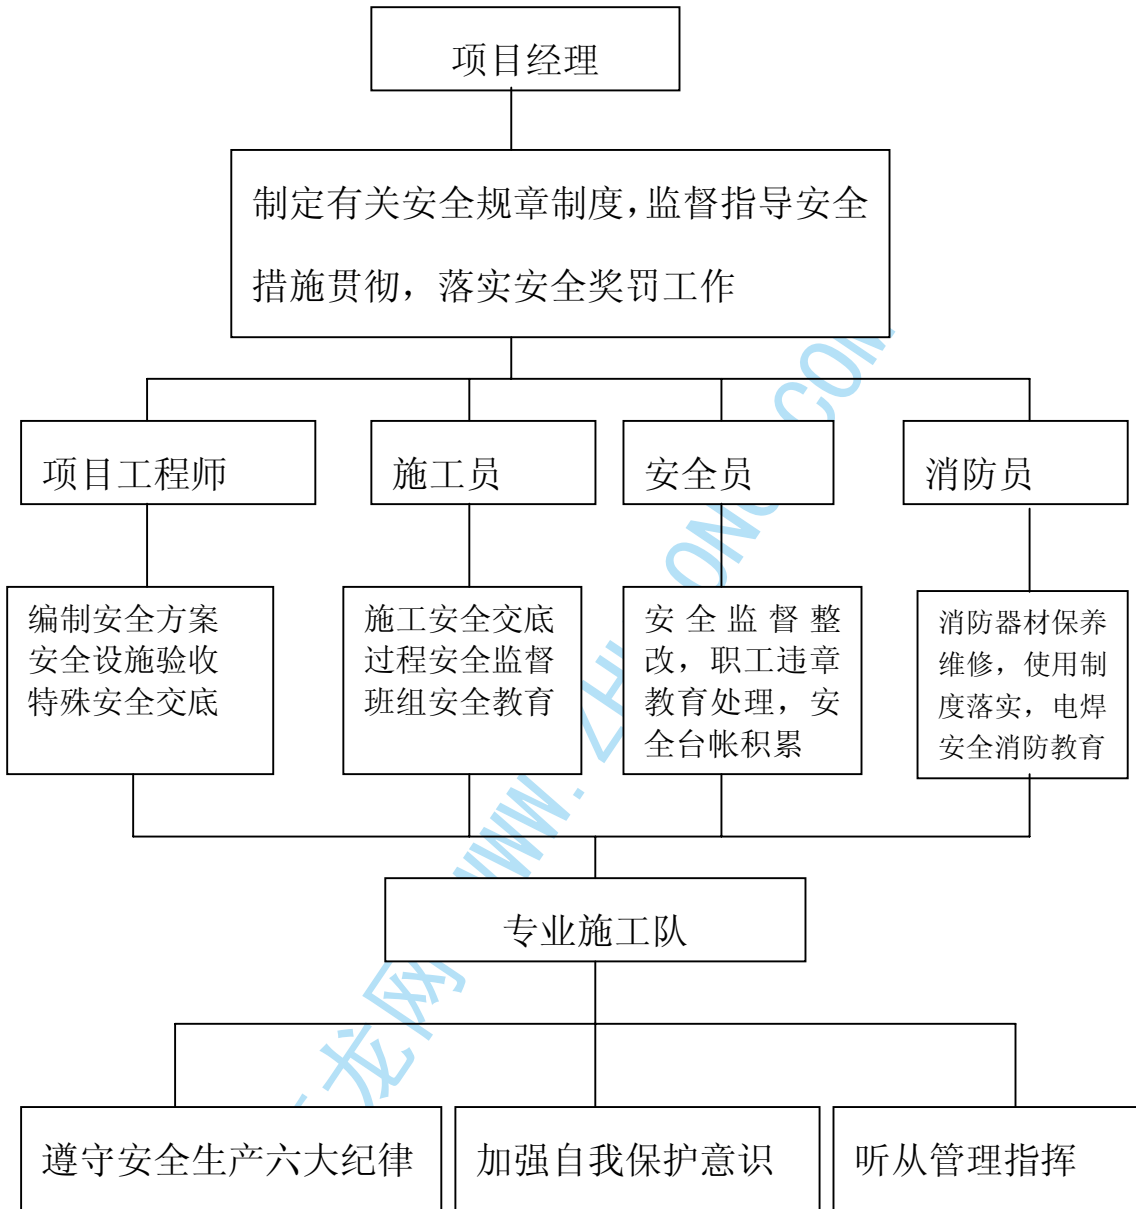 项目经理
制定有关安全规章制度，监督指导安全
措施贯彻，落实安全奖罚工作
项目工程师
施工员
安全员
消防员
编制安全方案
安全设施验收
特殊安全交底
施工安全交底
过程安全监督
班组安全教育
安全监督整
改，职工违章
教育处理，安
全台帐积累
消防器材保养
维修，使用制
度落实，电焊
安全消防教育
专业施工队
遵守安全生产六大纪律
加强自我保护意识
听从管理指挥